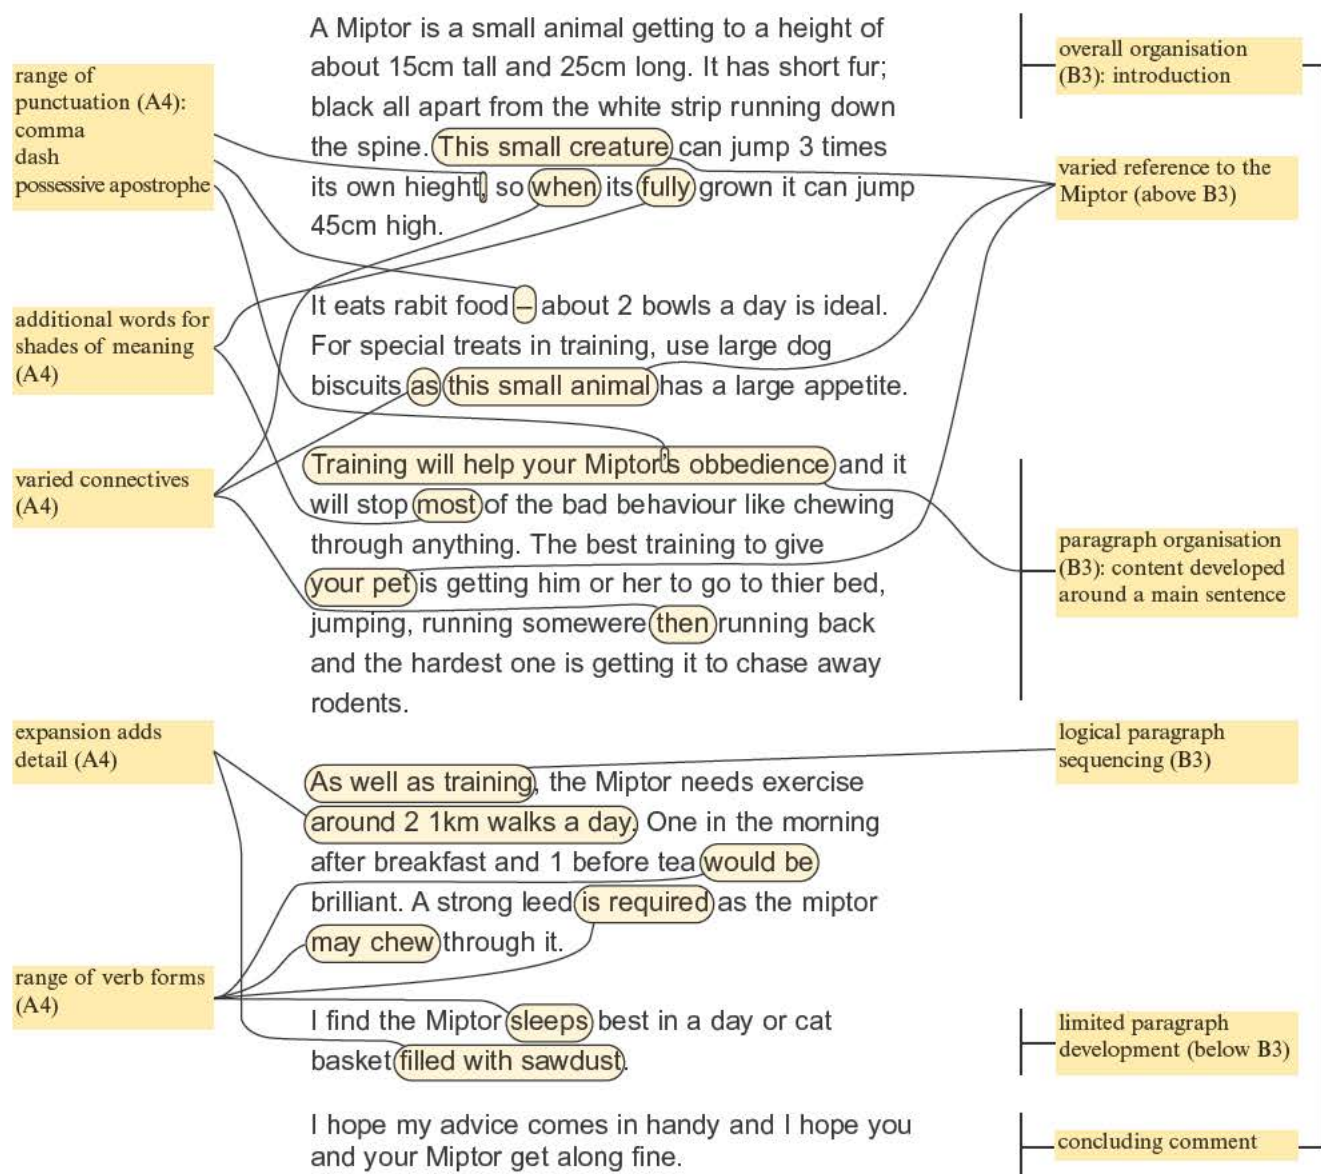 A Miptor is a small animal getting to a height of
about 15cm tall and 25cm long. It has short fur;
black all apart from the white strip running down
the spine. This small creature can jump 3 times
its own hieght, so when its fully grown it can jump
45cm high.
It eats rabit food – about 2 bowls a day is ideal.
For special treats in training, use large dog
biscuits as this small animal has a large appetite.
Training will help your Miptor's obbedience and it
will stop most of the bad behaviour like chewing
through anything. The best training to give
your pet is getting him or her to go to thier bed,
jumping, running somewere then running back
and the hardest one is getting it to chase away
rodents.
As well as training, the Miptor needs exercise
around 2 1km walks a day. One in the morning
after breakfast and 1 before tea would be
brilliant. A strong leed is required as the miptor
may chew through it.
I find the Miptor sleeps best in a day or cat
basket filled with sawdust.
I hope my advice comes in handy and I hope you
and your Miptor get along fine.
range of
punctuation (A4):
comma
dash
possessive apostrophe
additional words for
shades of meaning
(A4)
varied connectives
(A4)
expansion adds
detail (A4)
range of verb forms
(A4)
overall organisation
(B3): introduction
varied reference to the
Miptor (above B3)
paragraph organisation
(B3): content developed
around a main sentence
logical paragraph
sequencing (B3)
limited paragraph
development (below B3)
concluding comment